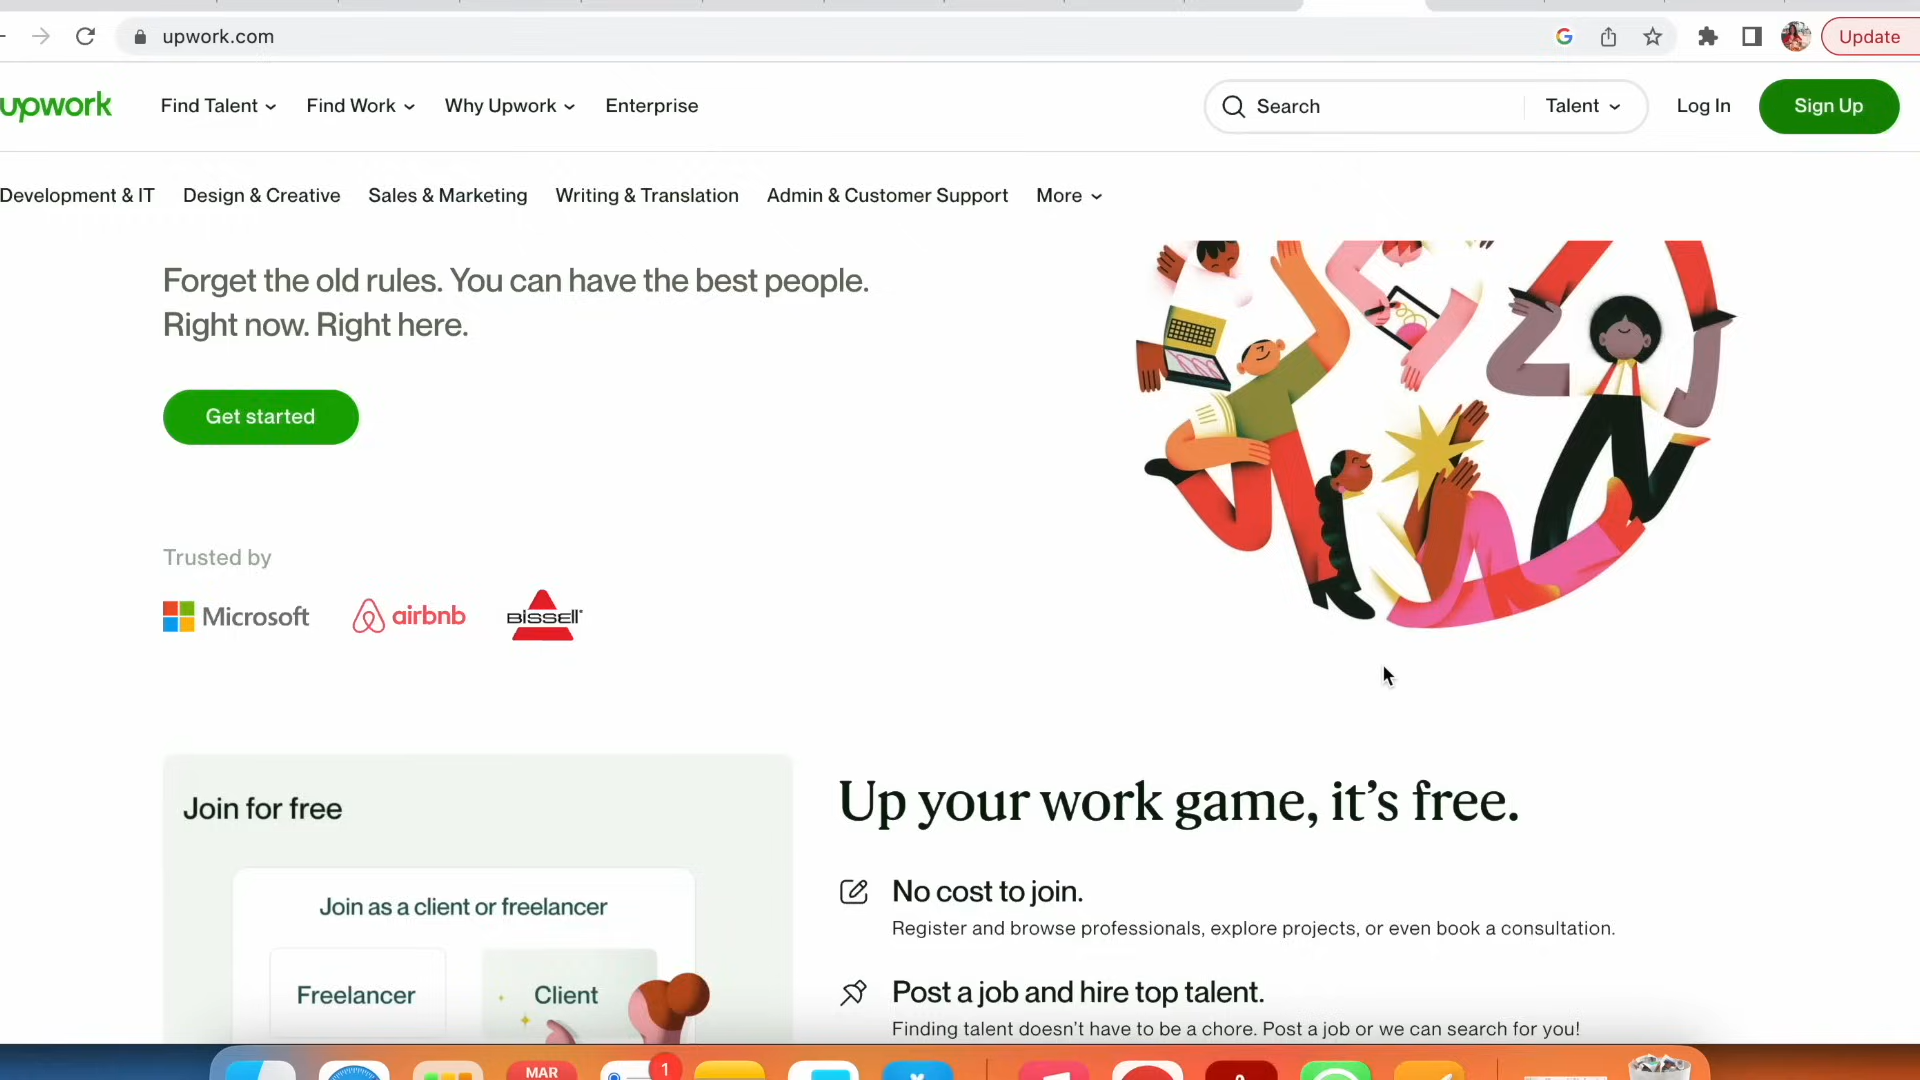 upwork.com
Update
upwork
Find Talent
Find Work
Why Upwork
Enterprise
Search
Talent
Log In
Sign Up
Development & IT
Design & Creative
Sales & Marketing
Writing & Translation
Admin & Customer Support
More
Forget the old rules. You can have the best people.
Right now. Right here.
Get started
Trusted by
Microsoft
airbnb
BISSELL
Join for free
Join as a client or freelancer
Freelancer
Client
Up your work game, it’s free.
No cost to join.
Register and browse professionals, explore projects, or even book a consultation.
Post a job and hire top talent.
Finding talent doesn’t have to be a chore. Post a job or we can search for you!
MAR
1